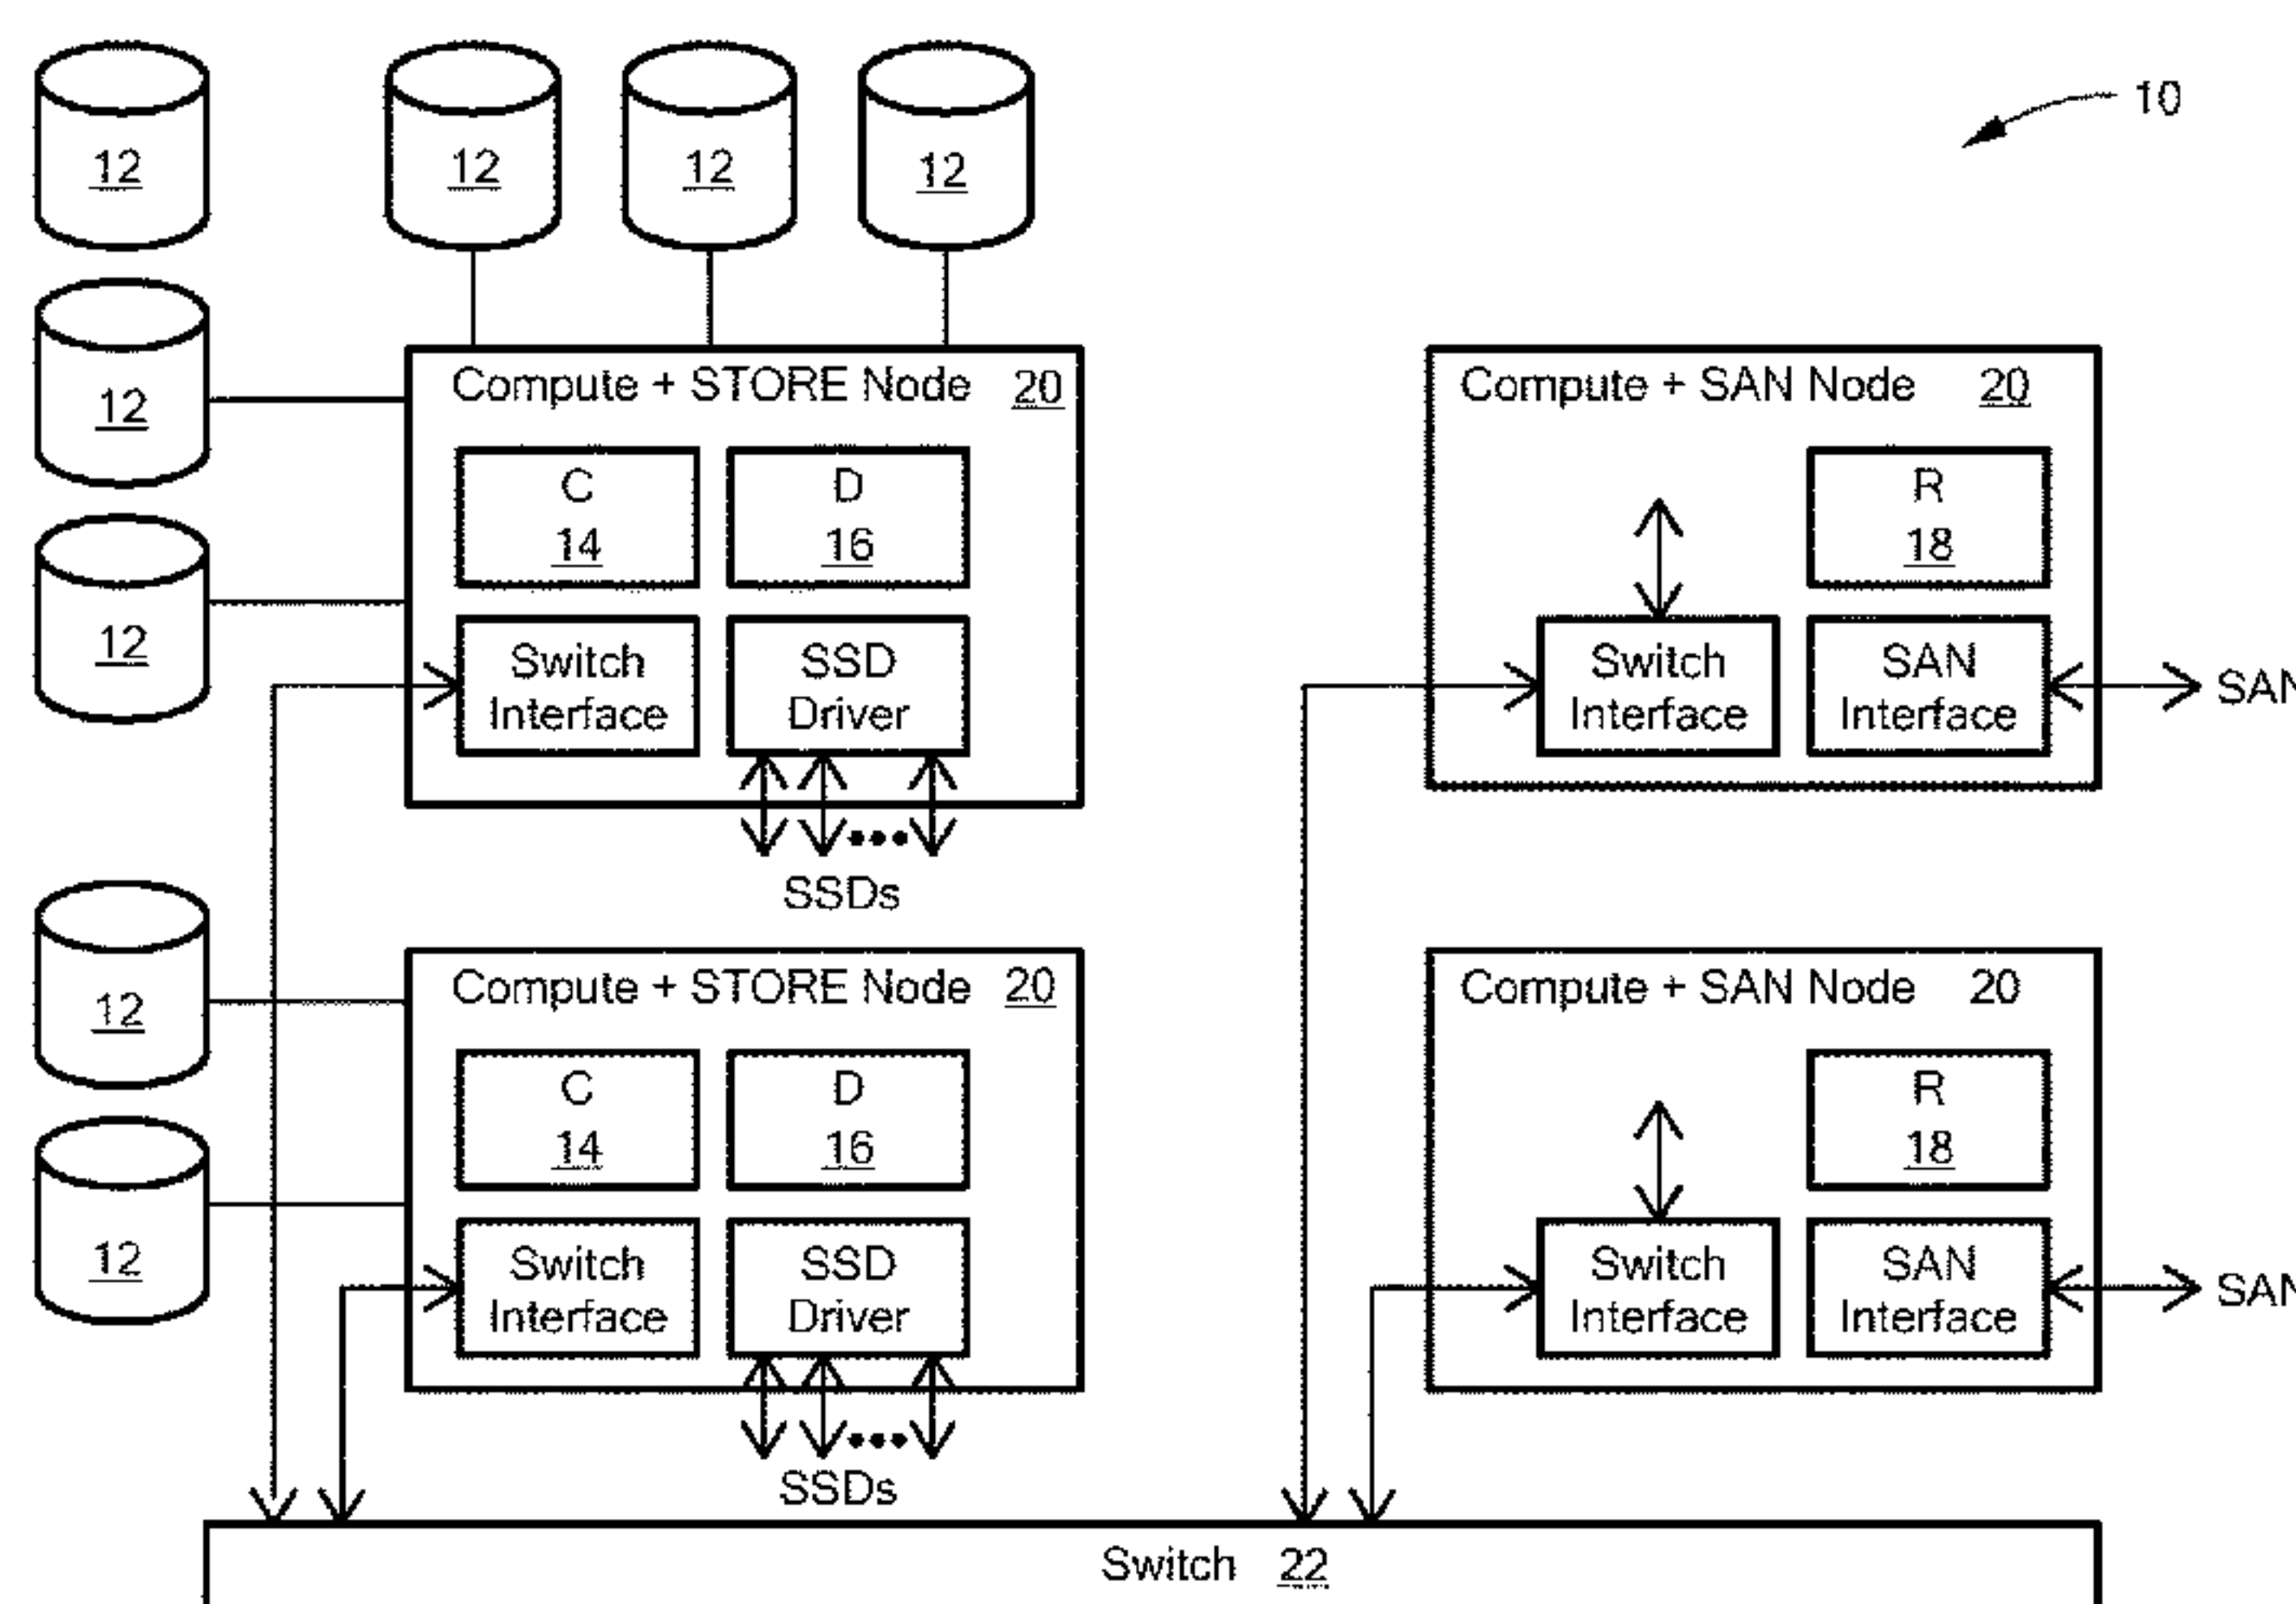 12
12
12
12
10
12
12
Compute + STORE Node 20
C
14
D
16
Switch
Interface
SSD
Driver
SSDs
Compute + SAN Node 20
R
18
Switch
Interface
SAN
Interface
SAN
12
12
Compute + STORE Node 20
C
14
D
16
Switch
Interface
SSD
Driver
SSDs
Compute + SAN Node 20
R
18
Switch
Interface
SAN
Interface
SAN
Switch 22